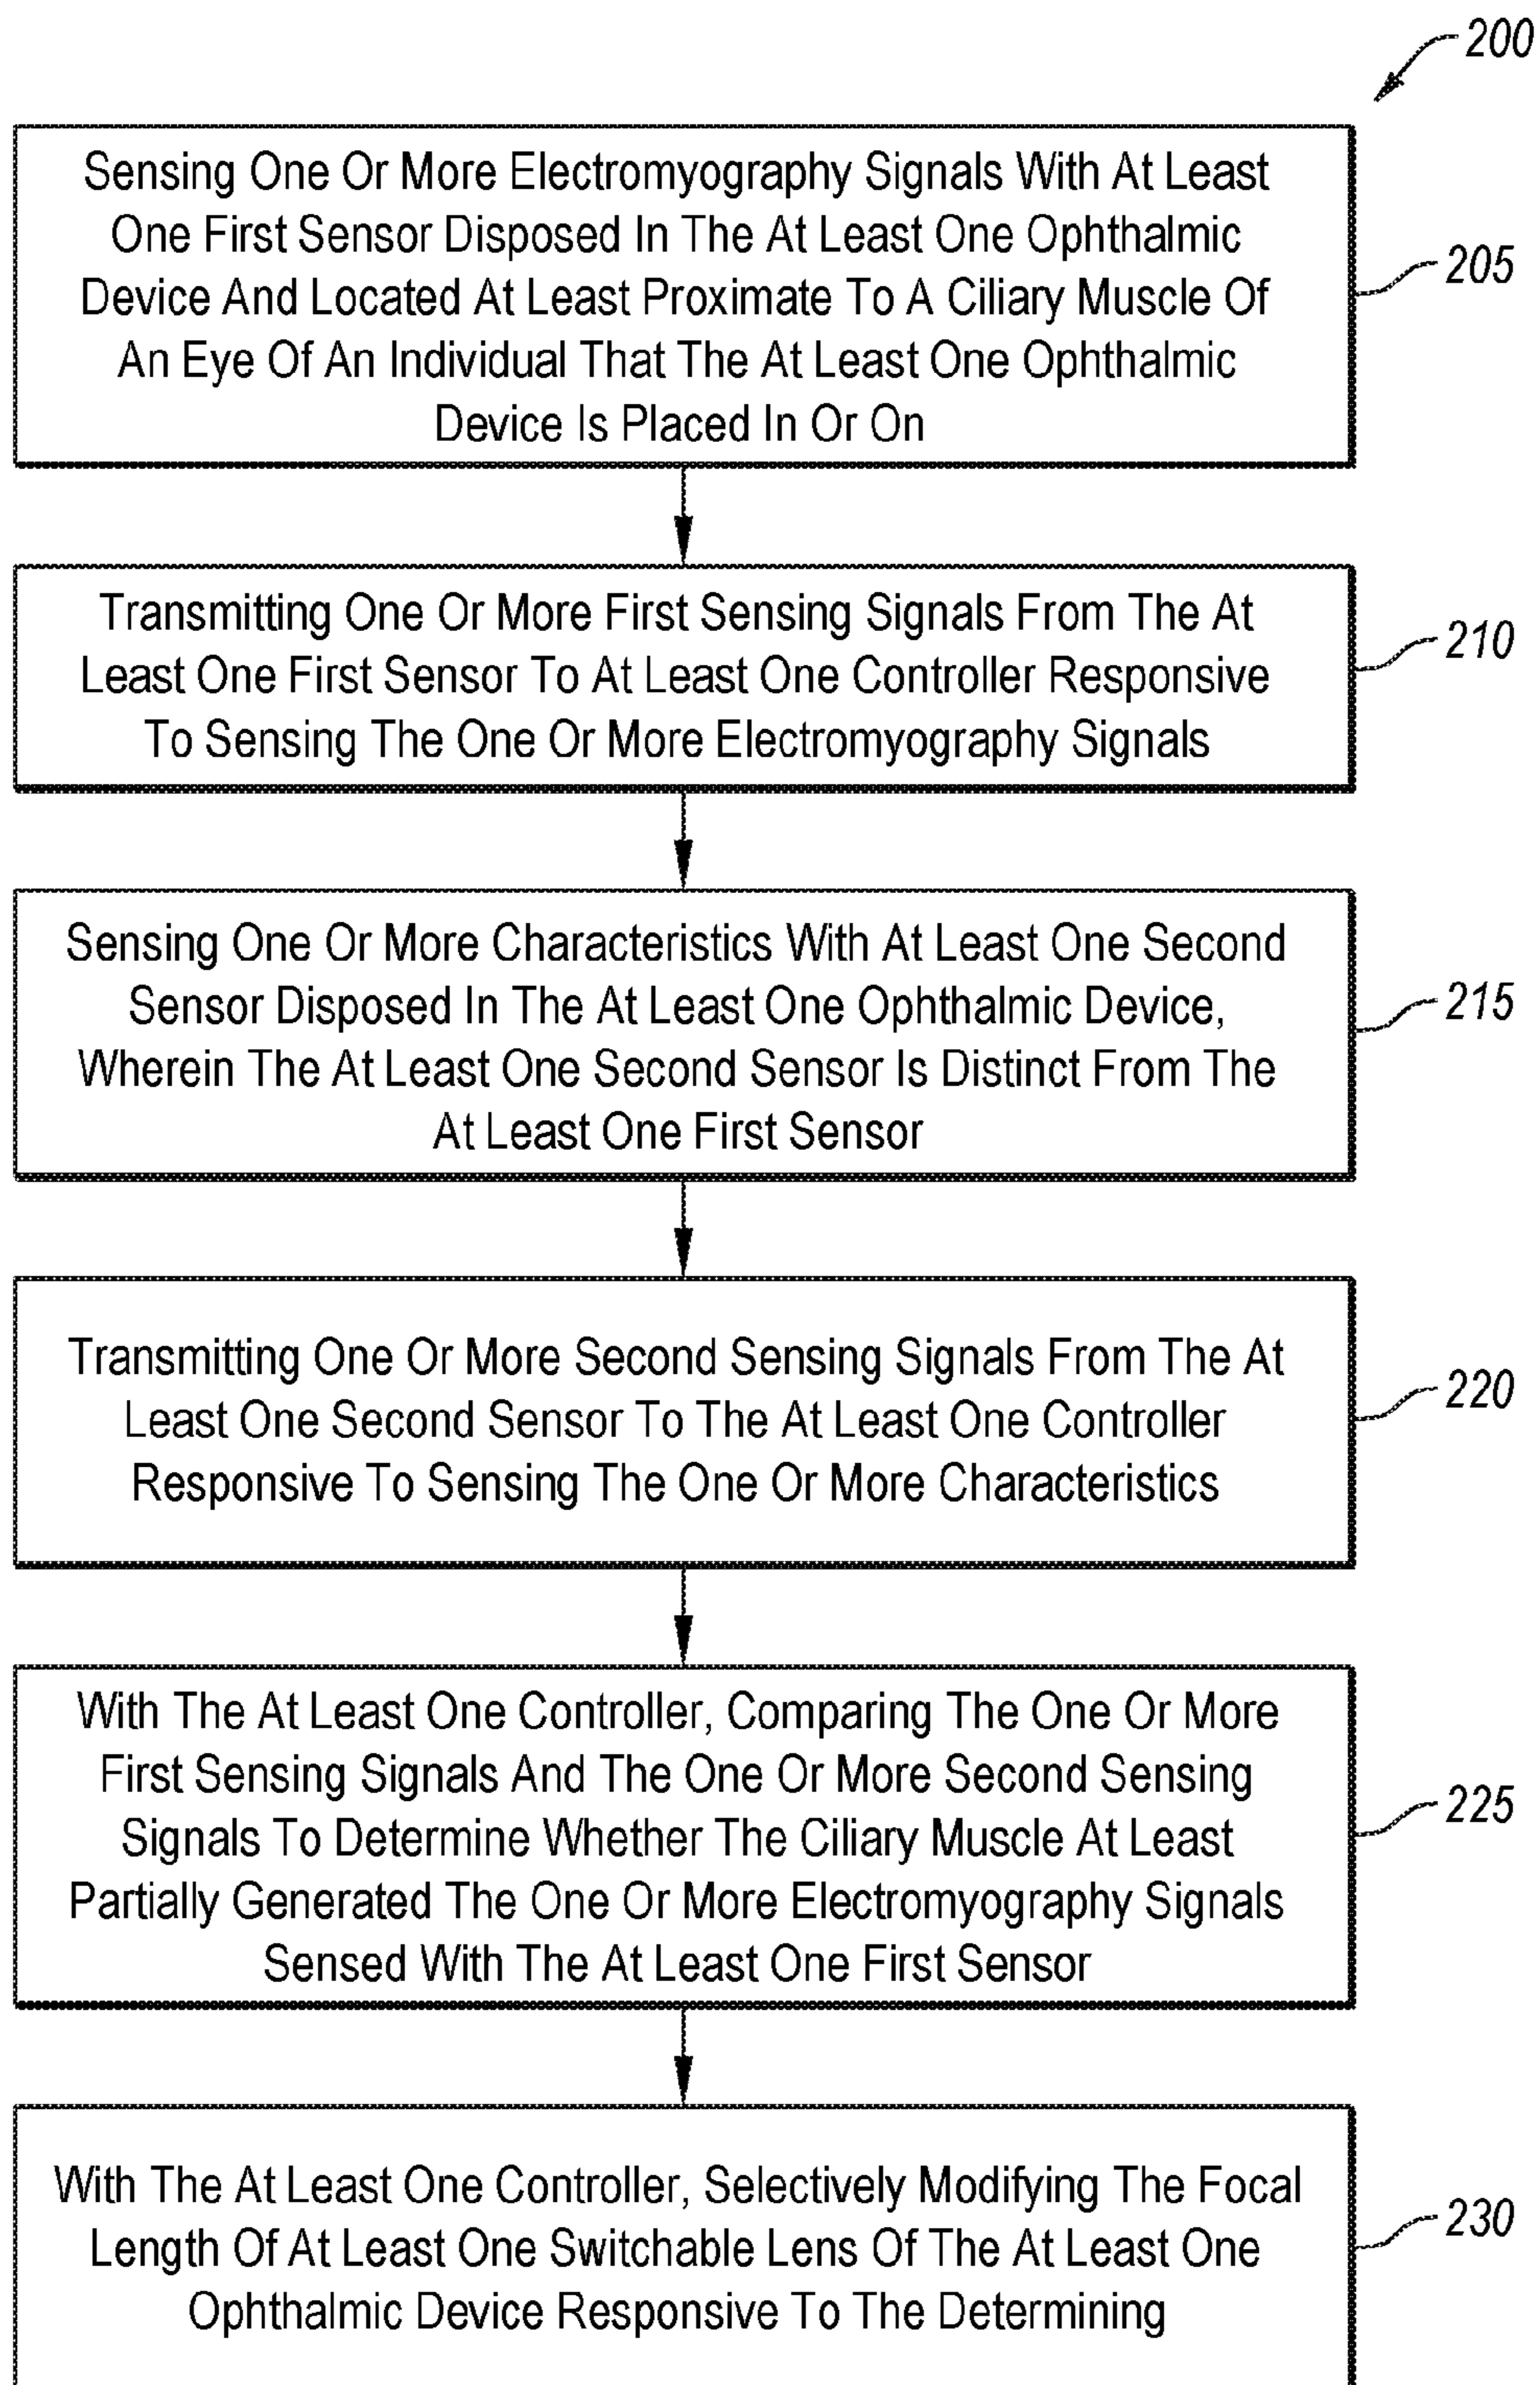 200
Sensing One Or More Electromyography Signals With At Least
One First Sensor Disposed In The At Least One Ophthalmic
Device And Located At Least Proximate To A Ciliary Muscle Of
An Eye Of An Individual That The At Least One Ophthalmic
Device Is Placed In Or On
205
Transmitting One Or More First Sensing Signals From The At
Least One First Sensor To At Least One Controller Responsive
To Sensing The One Or More Electromyography Signals
210
Sensing One Or More Characteristics With At Least One Second
Sensor Disposed In The At Least One Ophthalmic Device,
Wherein The At Least One Second Sensor Is Distinct From The
At Least One First Sensor
215
Transmitting One Or More Second Sensing Signals From The At
Least One Second Sensor To The At Least One Controller
Responsive To Sensing The One Or More Characteristics
220
With The At Least One Controller, Comparing The One Or More
First Sensing Signals And The One Or More Second Sensing
Signals To Determine Whether The Ciliary Muscle At Least
Partially Generated The One Or More Electromyography Signals
Sensed With The At Least One First Sensor
225
With The At Least One Controller, Selectively Modifying The Focal
Length Of At Least One Switchable Lens Of The At Least One
Ophthalmic Device Responsive To The Determining
230